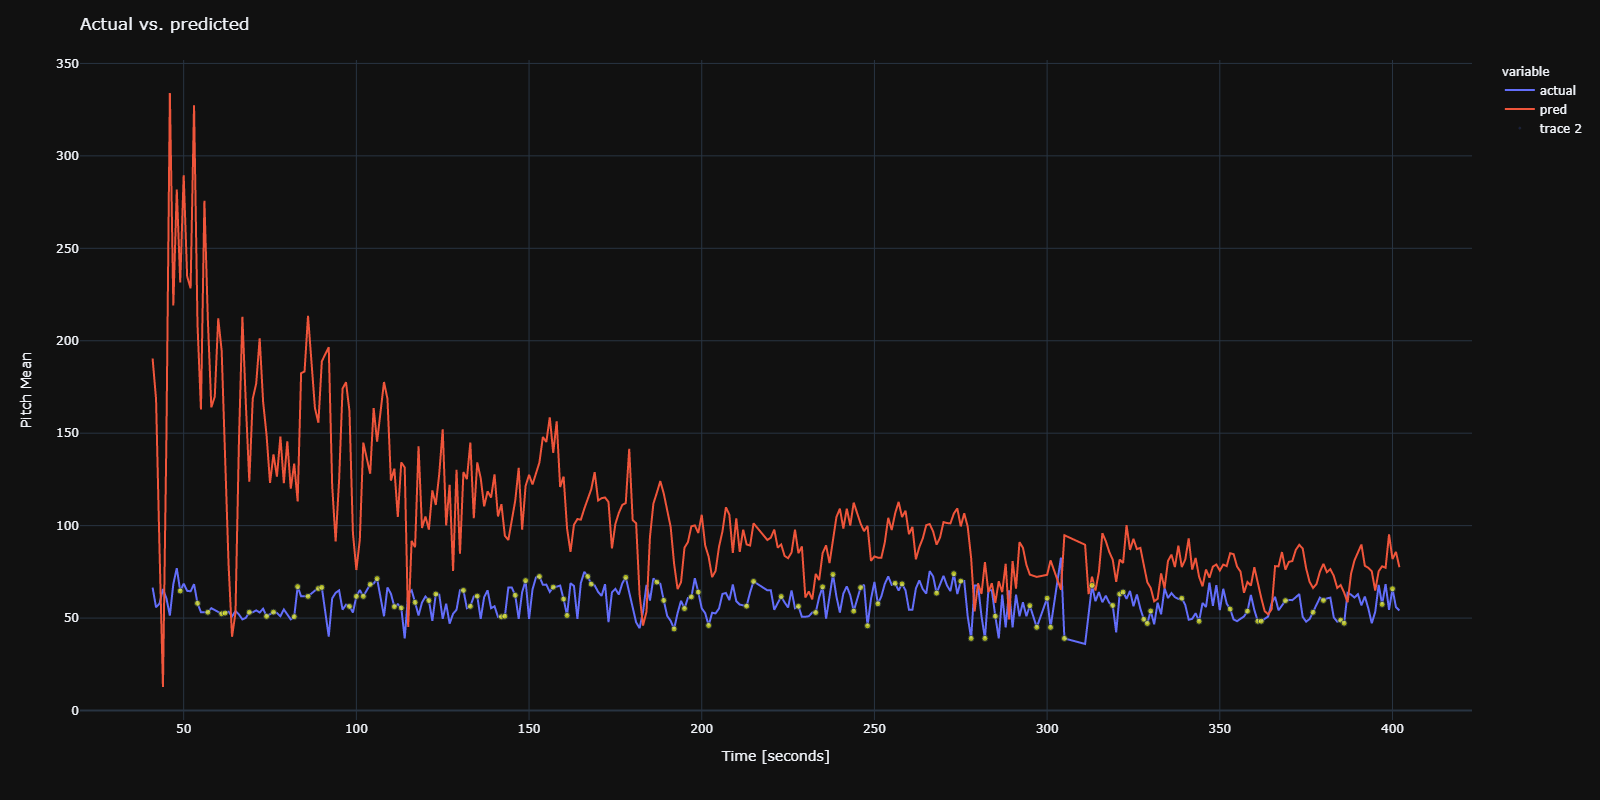 Actual vs. predicted
variable
actual
pred
trace 2
350
300
250
200
150
100
50
0
Pitch Mean
50 100 150 200 250 300 350 400
Time [seconds]